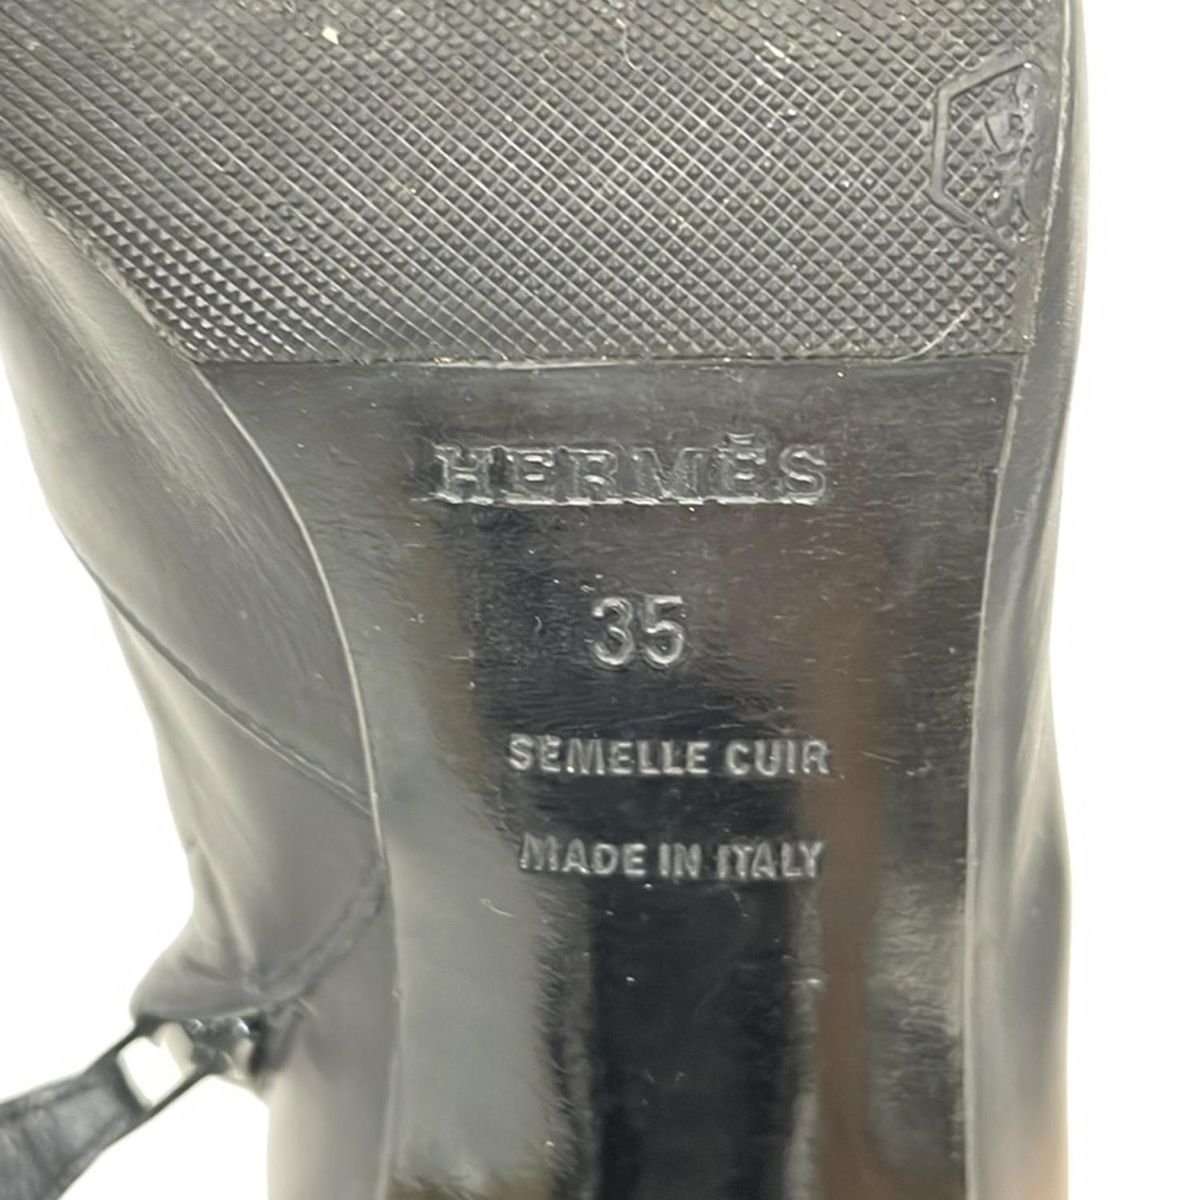 HERMÈS
35
SEMELLE CUIR
MADE IN ITALY